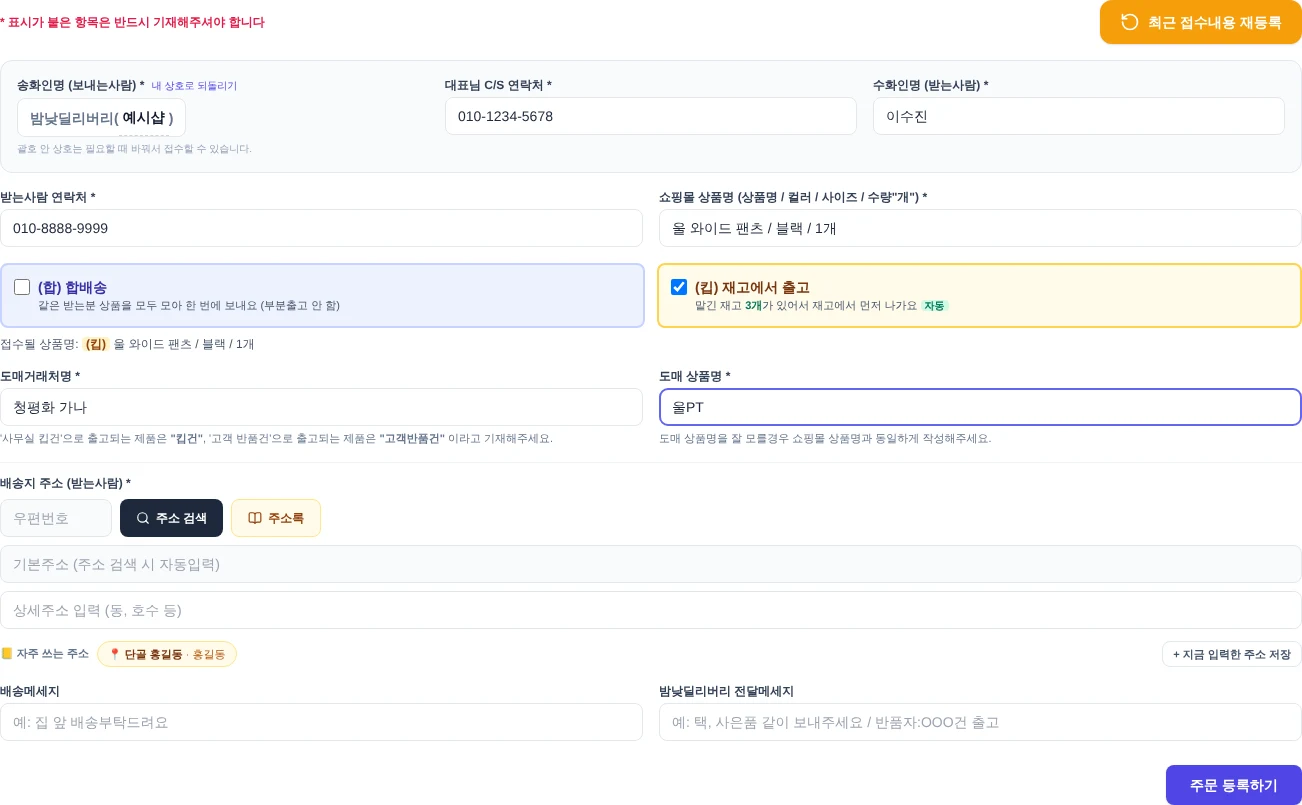 * 표시가 붙은 항목은 반드시 기재해주셔야 합니다
최근 접수내용 재등록
송화인명 (보내는사람) * 내 상호로 되돌리기
대표님 C/S 연락처 *
수화인명 (받는사람) *
밤낮딜리버리( 예시샵 )
010-1234-5678
이수진
괄호 안 상호는 필요할 때 바꿔서 접수할 수 있습니다.
받는사람 연락처 *
쇼핑몰 상품명 (상품명 / 컬러 / 사이즈 / 수량"개") *
010-8888-9999
울 와이드 팬츠 / 블랙 / 1개
(합) 합배송
같은 받는분 상품을 모두 모아 한 번에 보내요 (부분출고 안 함)
(킵) 재고에서 출고
맡긴 재고 3개가 있어서 재고에서 먼저 나가요 자동
접수될 상품명: (킵) 울 와이드 팬츠 / 블랙 / 1개
도매거래처명 *
도매 상품명 *
청평화 가나
울PT
'사무실 킵건'으로 출고되는 제품은 "킵건", '고객 반품건'으로 출고되는 제품은 "고객반품건" 이라고 기재해주세요.
도매 상품명을 잘 모를경우 쇼핑몰 상품명과 동일하게 작성해주세요.
배송지 주소 (받는사람) *
우편번호
주소 검색
주소록
기본주소 (주소 검색 시 자동입력)
상세주소 입력 (동, 호수 등)
자주 쓰는 주소
단골 홍길동 · 홍길동
+ 지금 입력한 주소 저장
배송메세지
밤낮딜리버리 전달메세지
예: 집 앞 배송부탁드려요
예: 택, 사은품 같이 보내주세요 / 반품자:OOO건 출고
주문 등록하기